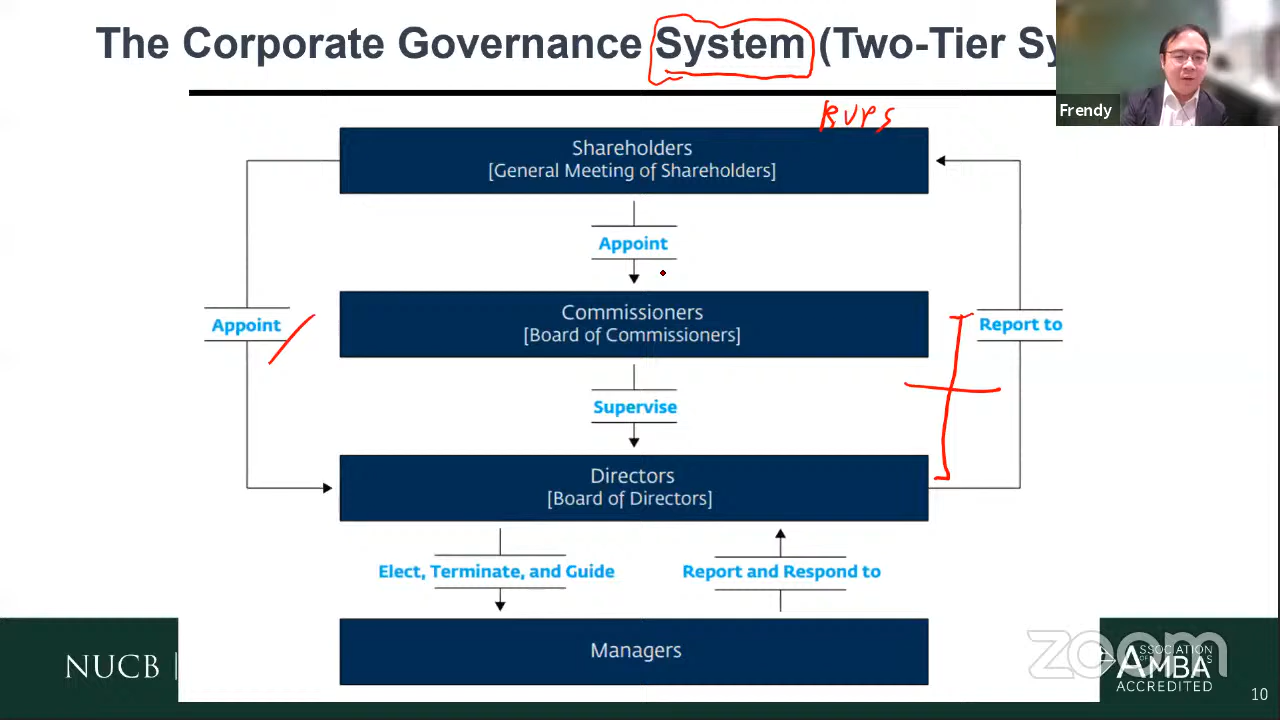 The Corporate Governance System (Two-Tier Sy
Frendy
RUPS
Shareholders
[General Meeting of Shareholders]
Appoint
Commissioners
[Board of Commissioners]
Appoint
Report to
Supervise
Directors
[Board of Directors]
Elect, Terminate, and Guide
Report and Respond to
Managers
NUCB
zoom
AMBA
ACCREDITED
10